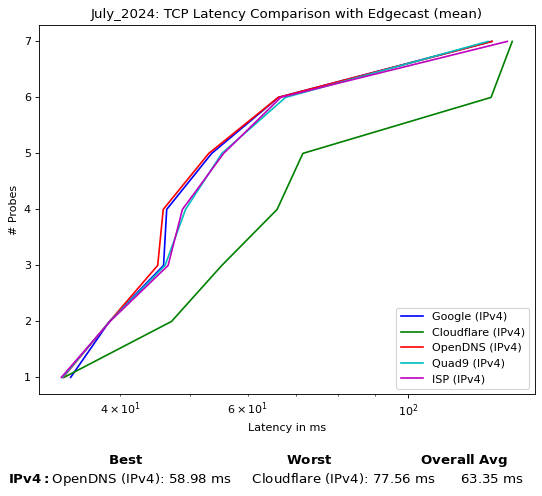 July_2024: TCP Latency Comparison with Edgecast (mean)
7
6
5
4
3
2
1
# Probes
4 × 10¹
6 × 10¹
10²
Latency in ms
Google (IPv4)
Cloudflare (IPv4)
OpenDNS (IPv4)
Quad9 (IPv4)
ISP (IPv4)
Best Worst Overall Avg
IPv4: OpenDNS (IPv4): 58.98 ms Cloudflare (IPv4): 77.56 ms 63.35 ms